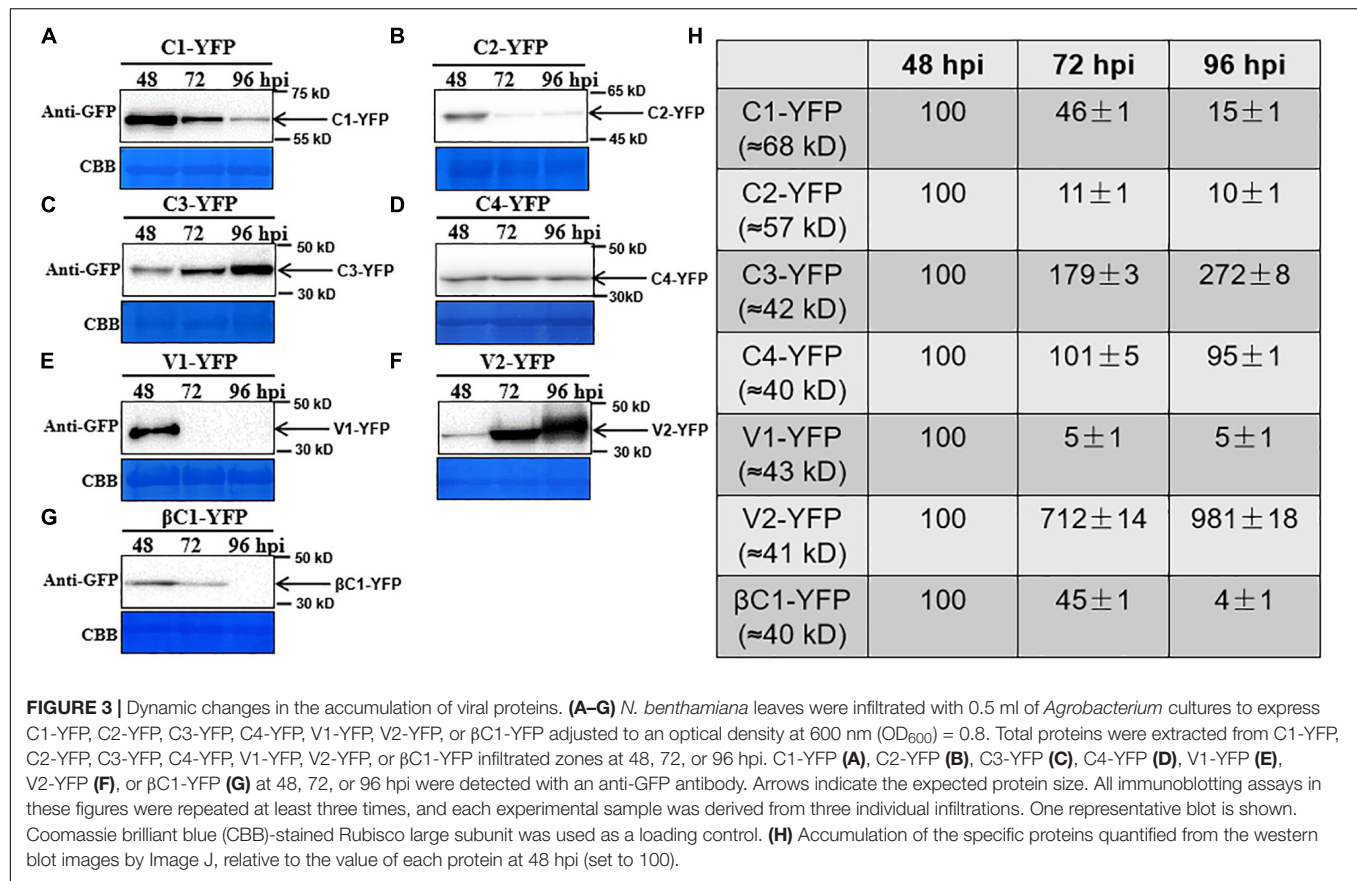 A
C1-YFP
48 72 96 hpi
75 kD
Anti-GFP
C1-YFP
55 kD
CBB
B
C2-YFP
48 72 96 hpi
65 kD
C2-YFP
45 kD
C
C3-YFP
48 72 96 hpi
50 kD
Anti-GFP
C3-YFP
30 kD
CBB
D
C4-YFP
48 72 96 hpi
50 kD
C4-YFP
30kD
E
V1-YFP
48 72 96 hpi
50 kD
Anti-GFP
V1-YFP
30 kD
CBB
F
V2-YFP
48 72 96 hpi
50 kD
V2-YFP
30 kD
G
βC1-YFP
48 72 96 hpi
50 kD
Anti-GFP
βC1-YFP
30 kD
CBB
H
48 hpi 72 hpi 96 hpi
C1-YFP (≈68 kD) 100 46±1 15±1
C2-YFP (≈57 kD) 100 11±1 10±1
C3-YFP (≈42 kD) 100 179±3 272±8
C4-YFP (≈40 kD) 100 101±5 95±1
V1-YFP (≈43 kD) 100 5±1 5±1
V2-YFP (≈41 kD) 100 712±14 981±18
βC1-YFP (≈40 kD) 100 45±1 4±1
FIGURE 3 | Dynamic changes in the accumulation of viral proteins. (A–G) N. benthamiana leaves were infiltrated with 0.5 ml of Agrobacterium cultures to express
C1-YFP, C2-YFP, C3-YFP, C4-YFP, V1-YFP, V2-YFP, or βC1-YFP adjusted to an optical density at 600 nm (OD600) = 0.8. Total proteins were extracted from C1-YFP,
C2-YFP, C3-YFP, C4-YFP, V1-YFP, V2-YFP, or βC1-YFP infiltrated zones at 48, 72, or 96 hpi. C1-YFP (A), C2-YFP (B), C3-YFP (C), C4-YFP (D), V1-YFP (E),
V2-YFP (F), or βC1-YFP (G) at 48, 72, or 96 hpi were detected with an anti-GFP antibody. Arrows indicate the expected protein size. All immunoblotting assays in
these figures were repeated at least three times, and each experimental sample was derived from three individual infiltrations. One representative blot is shown.
Coomassie brilliant blue (CBB)-stained Rubisco large subunit was used as a loading control. (H) Accumulation of the specific proteins quantified from the western
blot images by Image J, relative to the value of each protein at 48 hpi (set to 100).